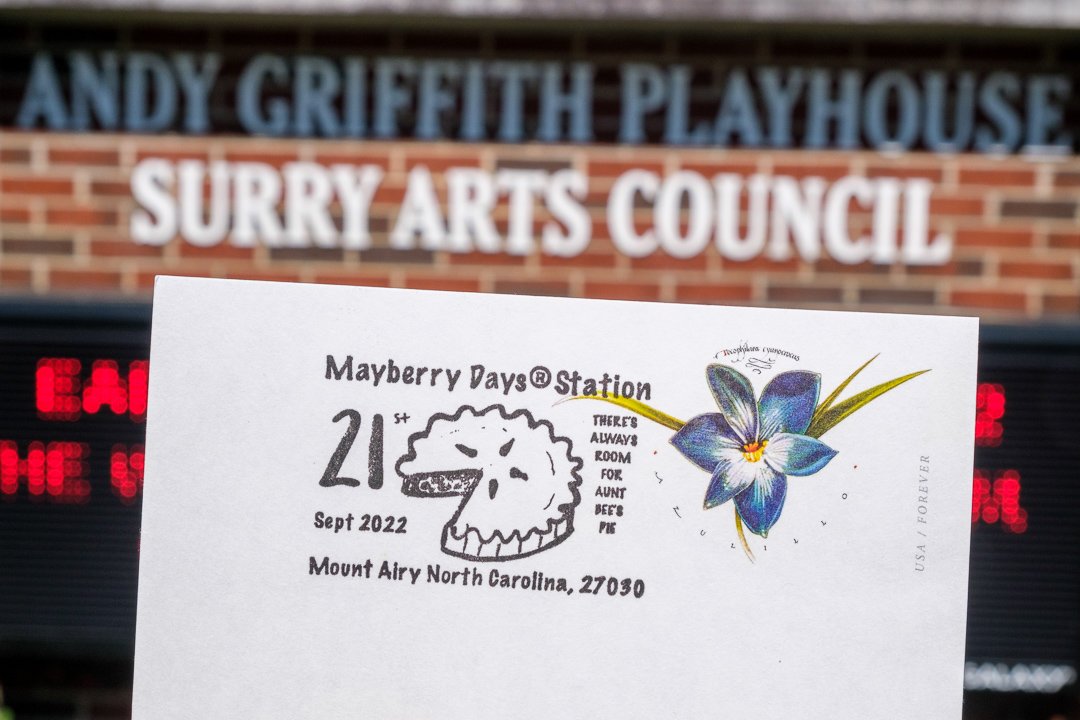 ANDY GRIFFITH PLAYHOUSE
SURRY ARTS COUNCIL
Mayberry Days® Station
21st
Sept 2022
THERE'S
ALWAYS
ROOM
FOR
AUNT
BEE'S
PIE
Mount Airy North Carolina, 27030
USA / FOREVER
GALAXY